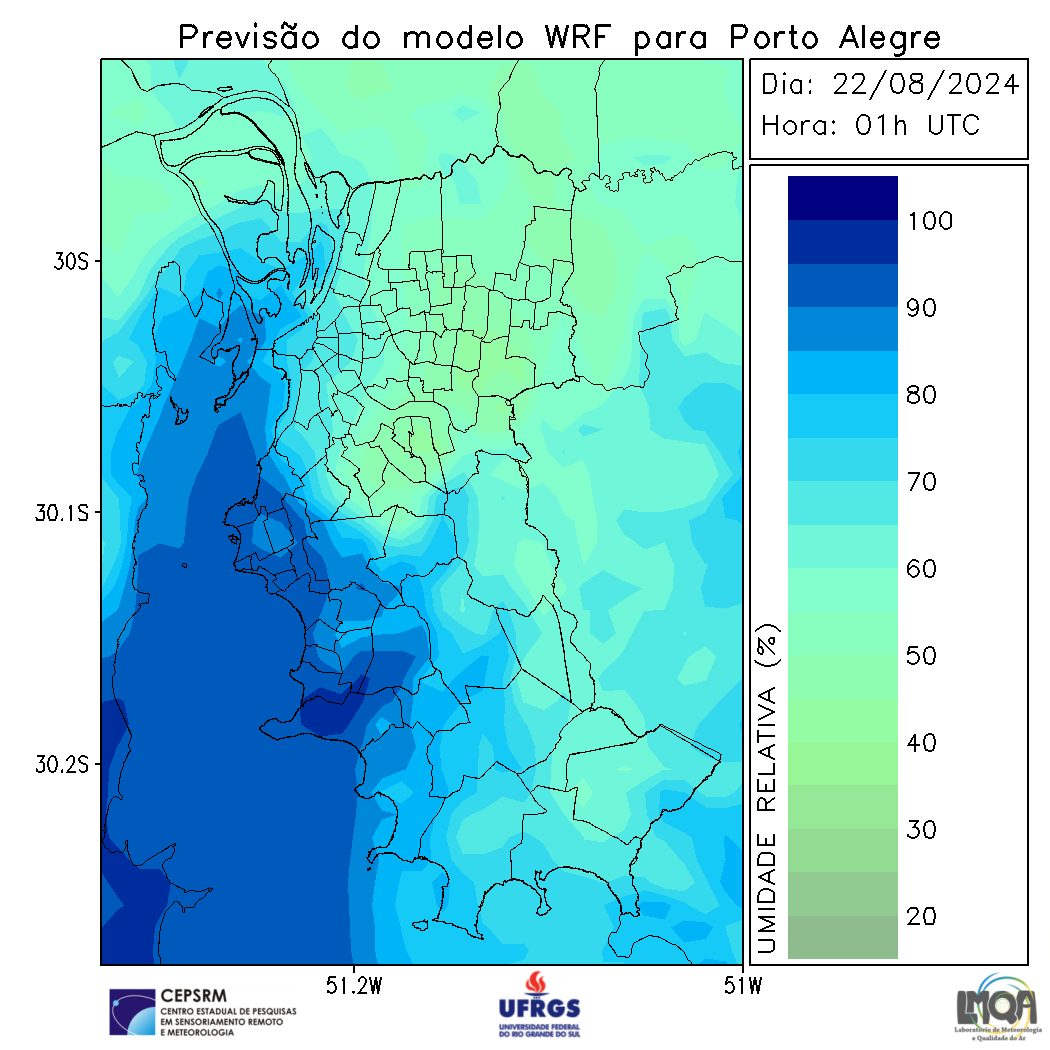 Previsão do modelo WRF para Porto Alegre
Dia: 22/08/2024
Hora: 01h UTC
30S
30.1S
30.2S
51.2W
51W
100
90
80
70
60
50
40
30
20
UMIDADE RELATIVA (%)
CEPSRM
CENTRO ESTADUAL DE PESQUISAS
EM SENSORIAMENTO REMOTO
E METEOROLOGIA
UFRGS
UNIVERSIDADE FEDERAL
DO RIO GRANDE DO SUL
LMQA
Laboratório de Meteorologia
e Qualidade do Ar